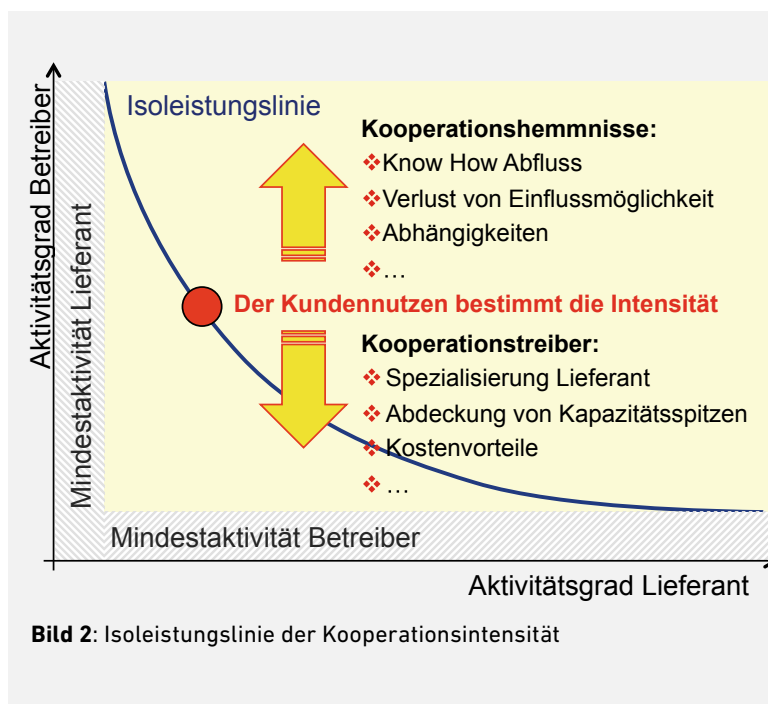 Aktivitätsgrad Betreiber
Mindestaktivität Lieferant
Isoleistungslinie
Kooperationshemmnisse:
❖Know How Abfluss
❖Verlust von Einflussmöglichkeit
❖Abhängigkeiten
❖…
Der Kundennutzen bestimmt die Intensität
Kooperationstreiber:
❖Spezialisierung Lieferant
❖Abdeckung von Kapazitätsspitzen
❖Kostenvorteile
❖…
Mindestaktivität Betreiber
Aktivitätsgrad Lieferant
Bild 2: Isoleistungslinie der Kooperationsintensität